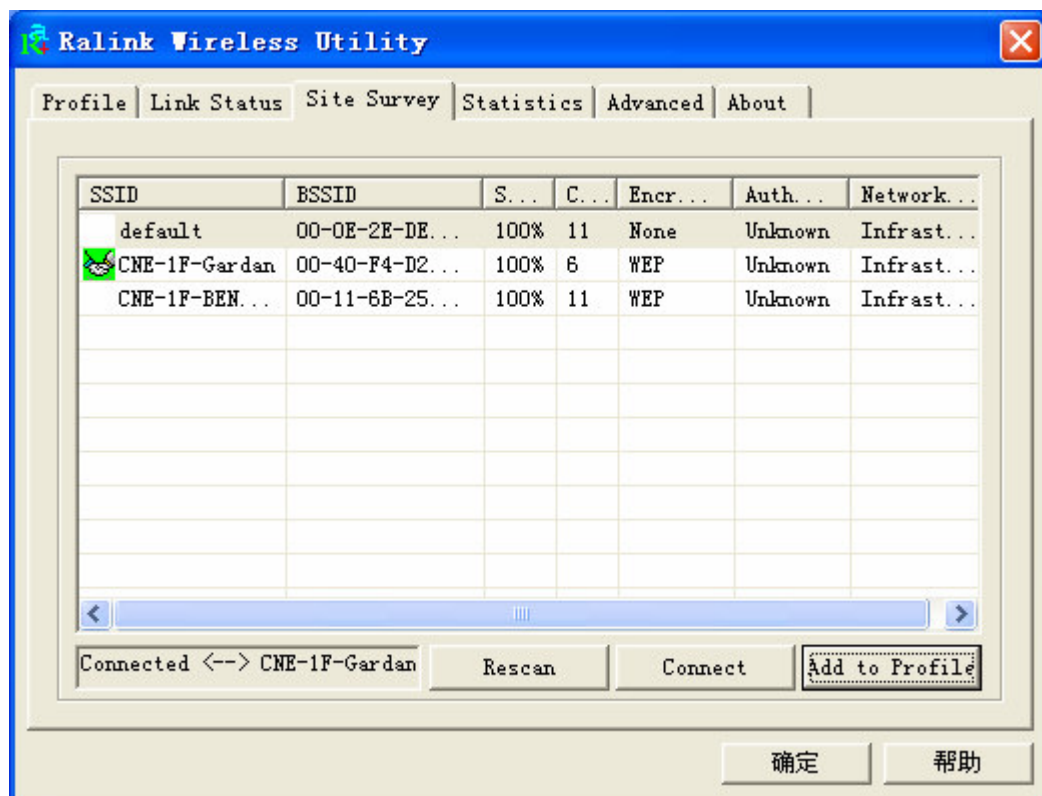 Ralink Wireless Utility
Profile Link Status Site Survey Statistics Advanced About
SSID BSSID S... C... Encr... Auth... Network...
default 00-0E-2E-DE... 100% 11 None Unknown Infrast...
CNE-1F-Gardan 00-40-F4-D2... 100% 6 WEP Unknown Infrast...
CNE-1F-BEN... 00-11-6B-25... 100% 11 WEP Unknown Infrast...
Connected <--> CNE-1F-Gardan Rescan Connect Add to Profile
确定 帮助